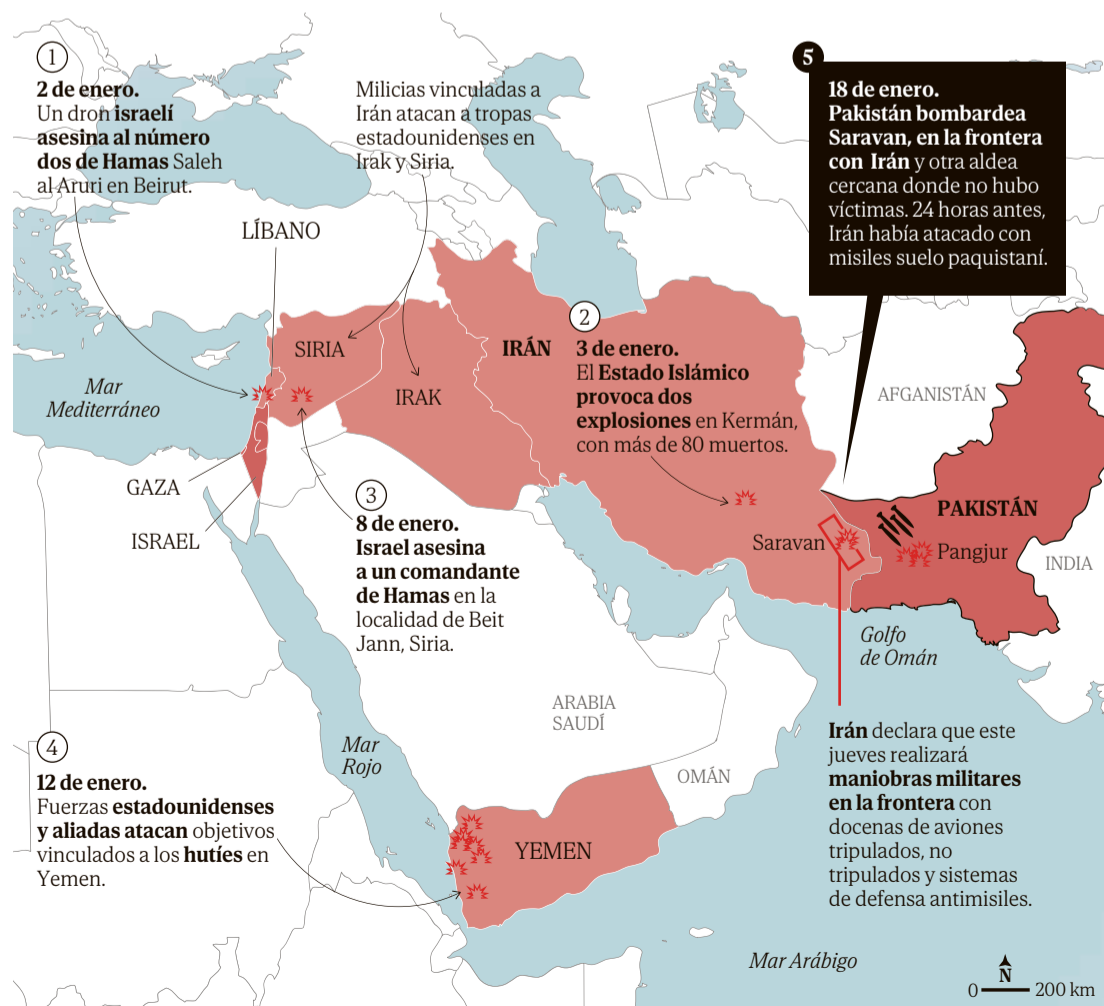 1
2 de enero.
Un dron israelí
asesina al número
dos de Hamas Saleh
al Aruri en Beirut.
Milicias vinculadas a
Irán atacan a tropas
estadounidenses en
Irak y Siria.
5
18 de enero.
Pakistán bombardea
Saravan, en la frontera
con Irán y otra aldea
cercana donde no hubo
víctimas. 24 horas antes,
Irán había atacado con
misiles suelo paquistaní.
LÍBANO
SIRIA
IRAK
IRÁN
2
3 de enero.
El Estado Islámico
provoca dos
explosiones en Kermán,
con más de 80 muertos.
Mar
Mediterráneo
AFGANISTÁN
GAZA
ISRAEL
3
8 de enero.
Israel asesina
a un comandante
de Hamas en la
localidad de Beit
Jann, Siria.
Saravan
PAKISTÁN
Pangjur
INDIA
Golfo
de Omán
ARABIA
SAUDÍ
Mar
Rojo
OMÁN
4
12 de enero.
Fuerzas estadounidenses
y aliadas atacan objetivos
vinculados a los hutíes en
Yemen.
YEMEN
Irán declara que este
jueves realizará
maniobras militares
en la frontera con
docenas de aviones
tripulados, no
tripulados y sistemas
de defensa antimisiles.
Mar Arábigo
N
0 200 km